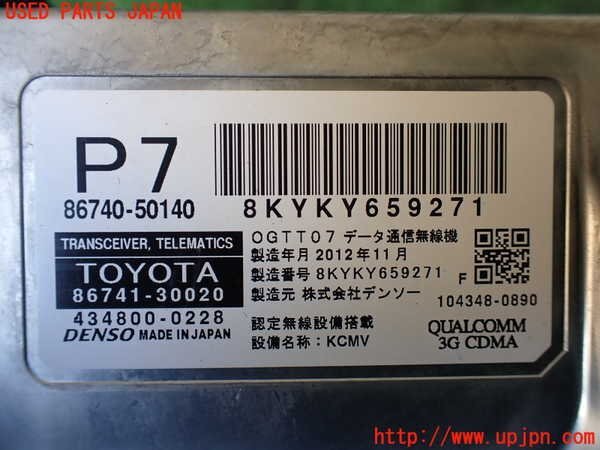 USED PARTS JAPAN
P7
86740-50140
8KYKY659271
TRANSCEIVER, TELEMATICS
TOYOTA
86741-30020
434800-0228
DENSO MADE IN JAPAN
OGTT07 データ通信無線機
製造年月 2012年11月
製造番号 8KYKY659271
製造元 株式会社デンソー
F
104348-0890
認定無線設備搭載
設備名称：KCMV
QUALCOMM
3G CDMA
http://www.upjpn.com/